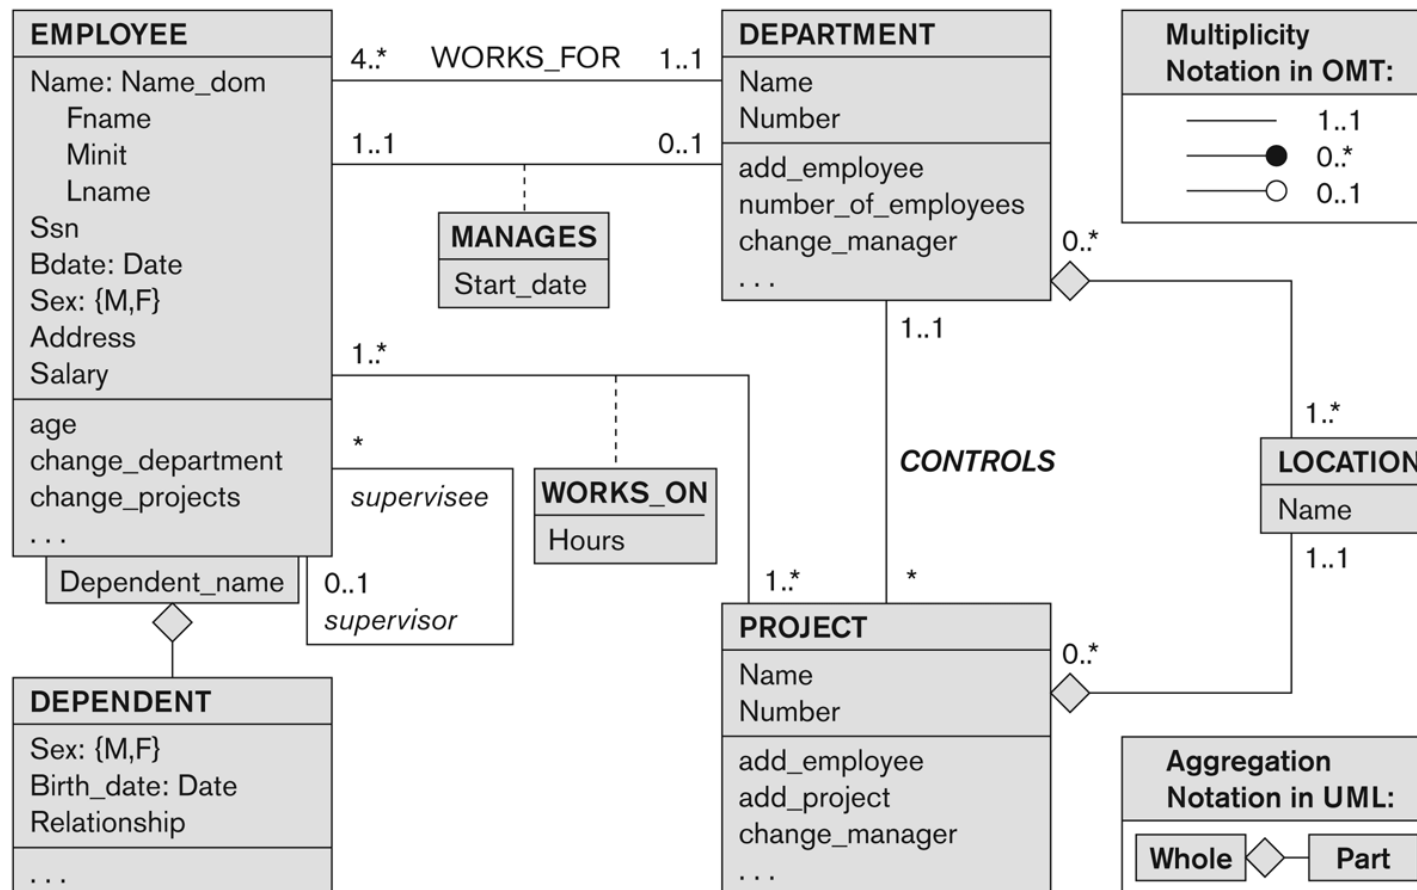 EMPLOYEE
Name: Name_dom
Fname
Minit
Lname
Ssn
Bdate: Date
Sex: {M,F}
Address
Salary
age
change_department
change_projects
. . .
Dependent_name
DEPENDENT
Sex: {M,F}
Birth_date: Date
Relationship
. . .
4..* WORKS_FOR 1..1
1..1 0..1
MANAGES
Start_date
1..*
*
supervisee
0..1
supervisor
WORKS_ON
Hours
1..*
DEPARTMENT
Name
Number
add_employee
number_of_employees
change_manager
. . .
1..1
CONTROLS
*
PROJECT
Name
Number
add_employee
add_project
change_manager
. . .
0..*
1..*
LOCATION
Name
1..1
0..*
Multiplicity
Notation in OMT:
1..1
0..*
0..1
Aggregation
Notation in UML:
Whole Part